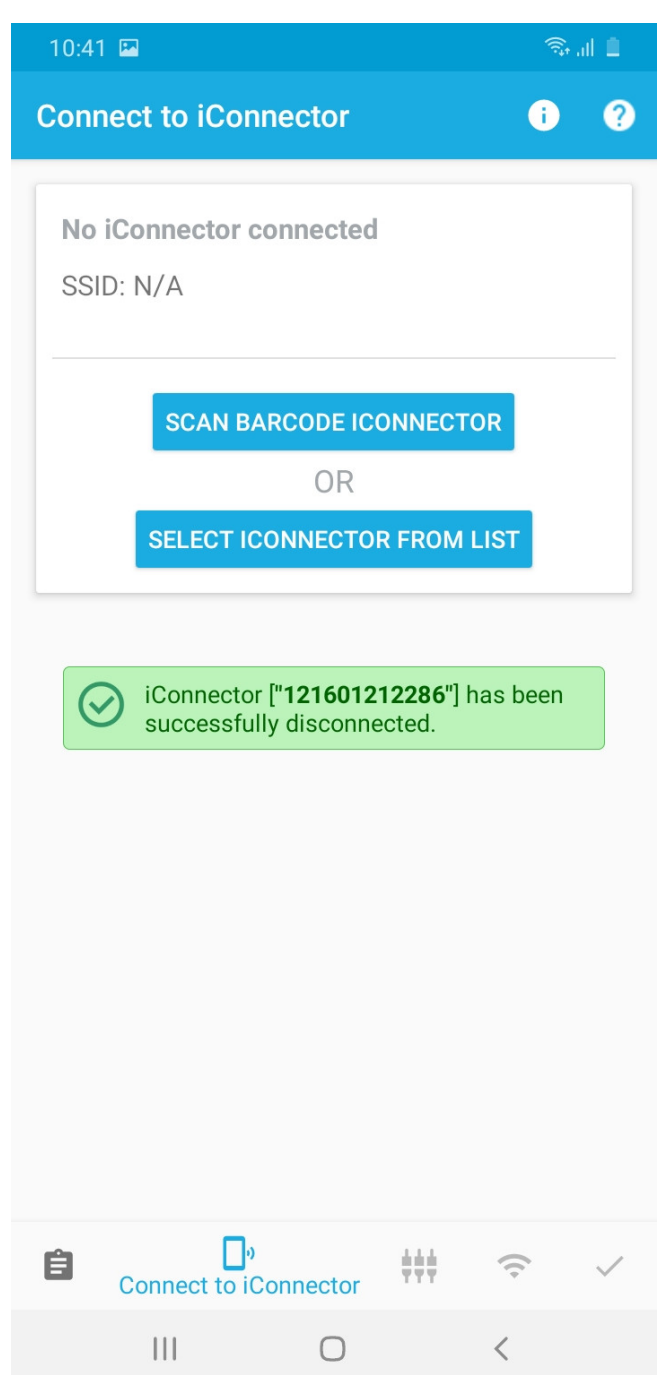 10:41
Connect to iConnector
No iConnector connected
SSID: N/A
SCAN BARCODE ICONNECTOR
OR
SELECT ICONNECTOR FROM LIST
iConnector ["121601212286"] has been
successfully disconnected.
Connect to iConnector